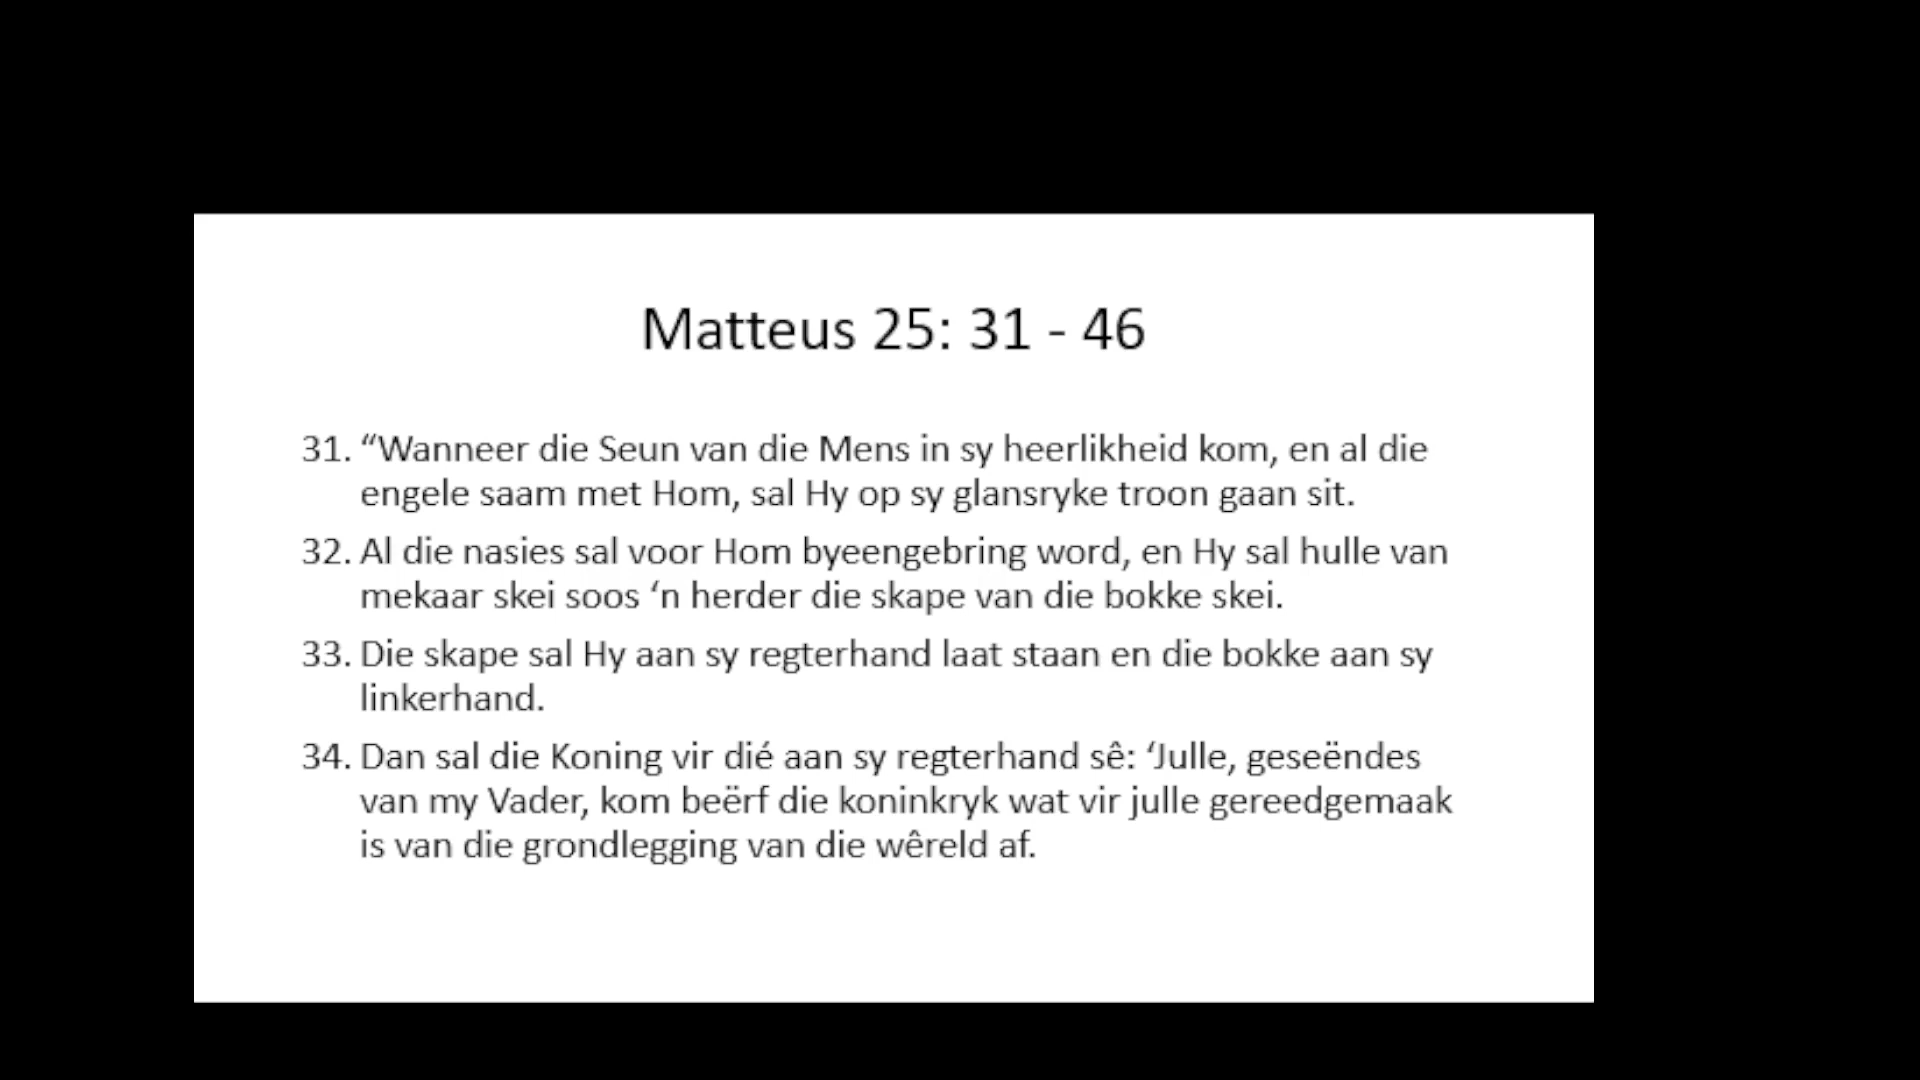 Matteus 25: 31 - 46
31. “Wanneer die Seun van die Mens in sy heerlikheid kom, en al die
engele saam met Hom, sal Hy op sy glansryke troon gaan sit.
32. Al die nasies sal voor Hom byeengebring word, en Hy sal hulle van
mekaar skei soos ‘n herder die skape van die bokke skei.
33. Die skape sal Hy aan sy regterhand laat staan en die bokke aan sy
linkerhand.
34. Dan sal die Koning vir dié aan sy regterhand sê: ‘Julle, geseëndes
van my Vader, kom beërf die koninkryk wat vir julle gereedgemaak
is van die grondlegging van die wêreld af.